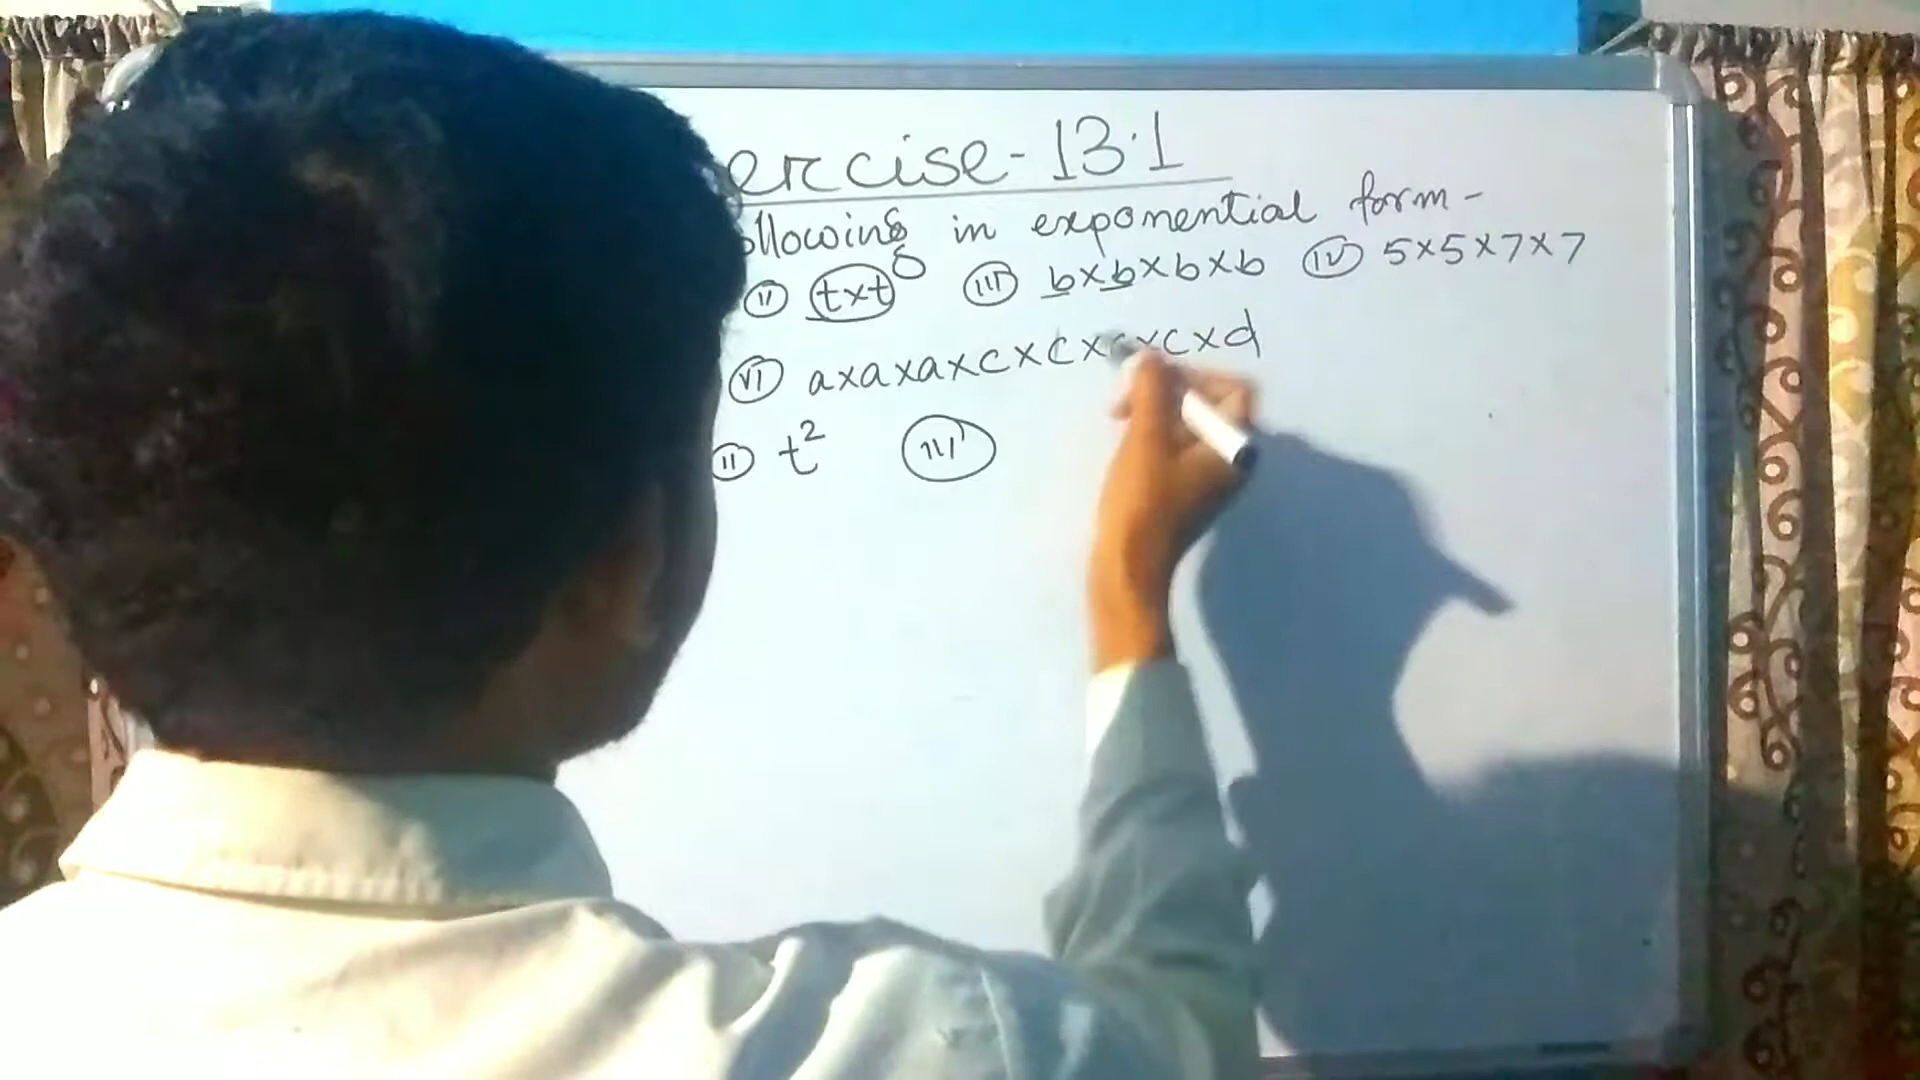 ercise - 13.1
ollowing in exponential form -
(ii) t×t (iii) b×b×b×b (iv) 5×5×7×7
(vi) a×a×a×c×c×c×c×d
(ii) t² (iii)